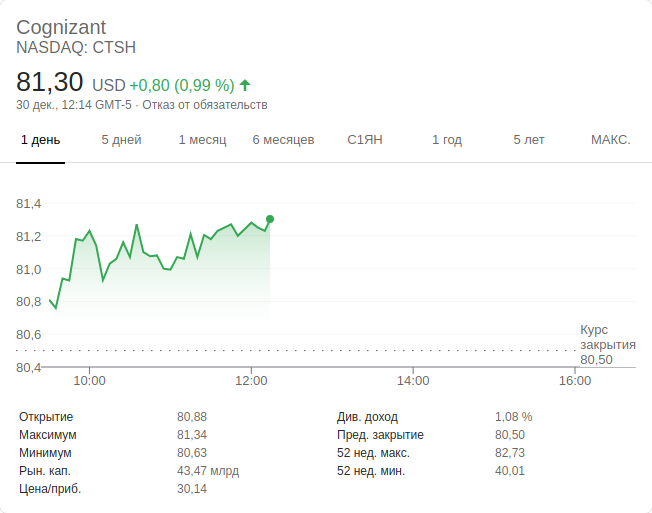 Cognizant
NASDAQ: CTSH
81,30 USD +0,80 (0,99 %)
30 дек., 12:14 GMT-5 · Отказ от обязательств
1 день 5 дней 1 месяц 6 месяцев С1ЯН 1 год 5 лет МАКС.
81,4
81,2
81,0
80,8
80,6
80,4
Курс
закрытия
80,50
10:00 12:00 14:00 16:00
Открытие 80,88 Див. доход 1,08 %
Максимум 81,34 Пред. закрытие 80,50
Минимум 80,63 52 нед. макс. 82,73
Рын. кап. 43,47 млрд 52 нед. мин. 40,01
Цена/приб. 30,14